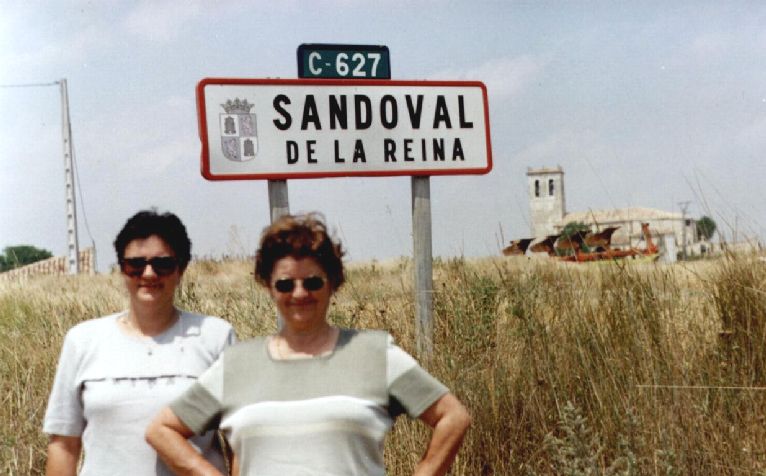 C-627
SANDOVAL
DE LA REINA